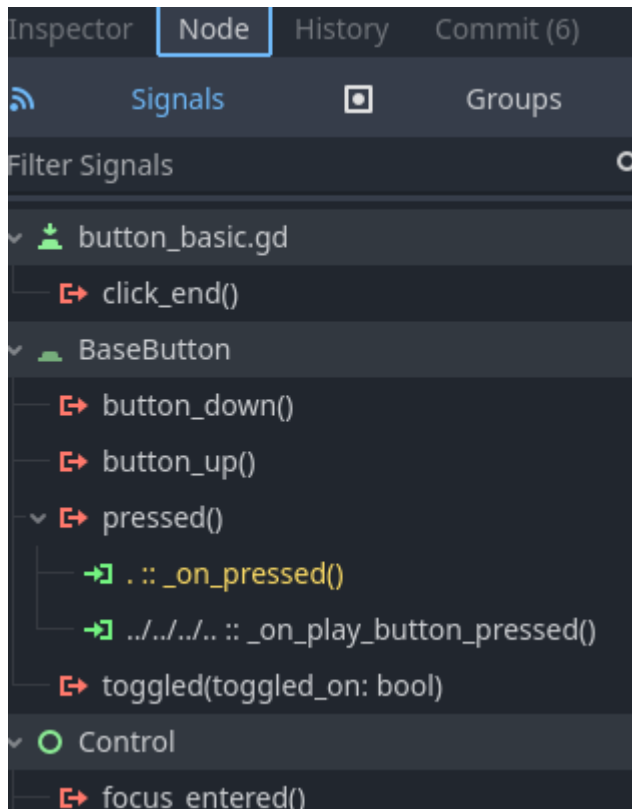 Inspector Node History Commit (6)
Signals Groups
Filter Signals
button_basic.gd
click_end()
BaseButton
button_down()
button_up()
pressed()
. :: _on_pressed()
../../../.. :: _on_play_button_pressed()
toggled(toggled_on: bool)
Control
focus_entered()